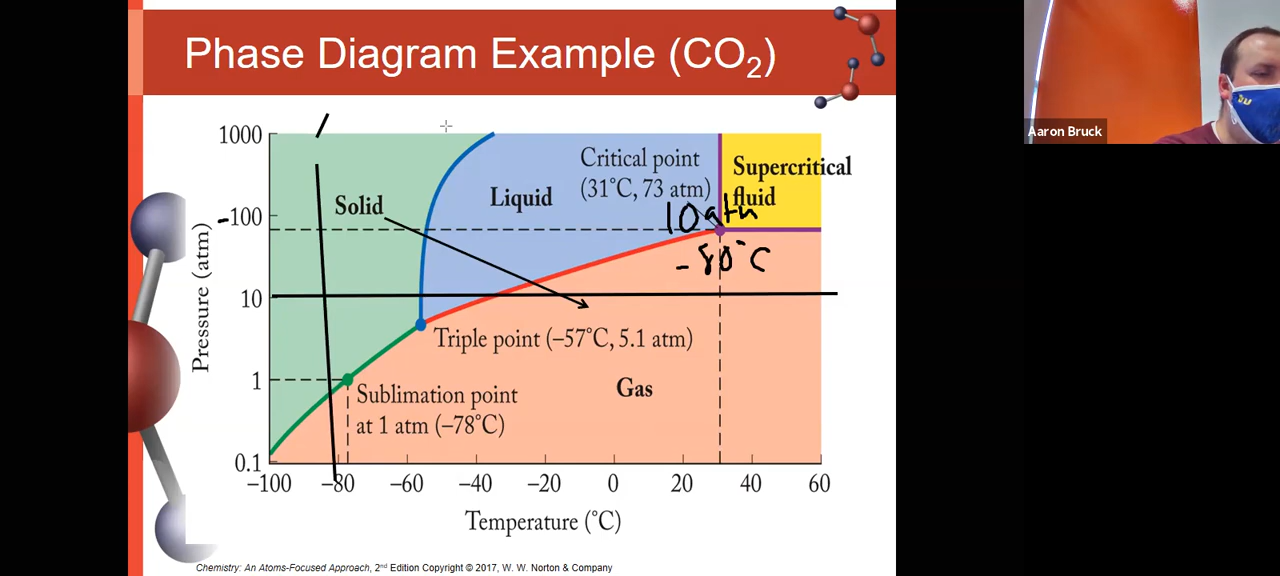 Phase Diagram Example (CO₂)
Aaron Bruck
1000
100
10
1
0.1
Pressure (atm)
Solid
Liquid
Critical point
(31°C, 73 atm)
Supercritical
fluid
10 atm
-80°C
Triple point (–57°C, 5.1 atm)
Gas
Sublimation point
at 1 atm (–78°C)
–100 –80 –60 –40 –20 0 20 40 60
Temperature (°C)
Chemistry: An Atoms-Focused Approach, 2nd Edition Copyright © 2017, W. W. Norton & Company